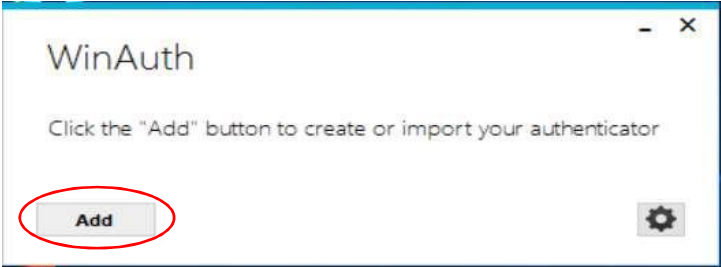 WinAuth
Click the "Add" button to create or import your authenticator
Add